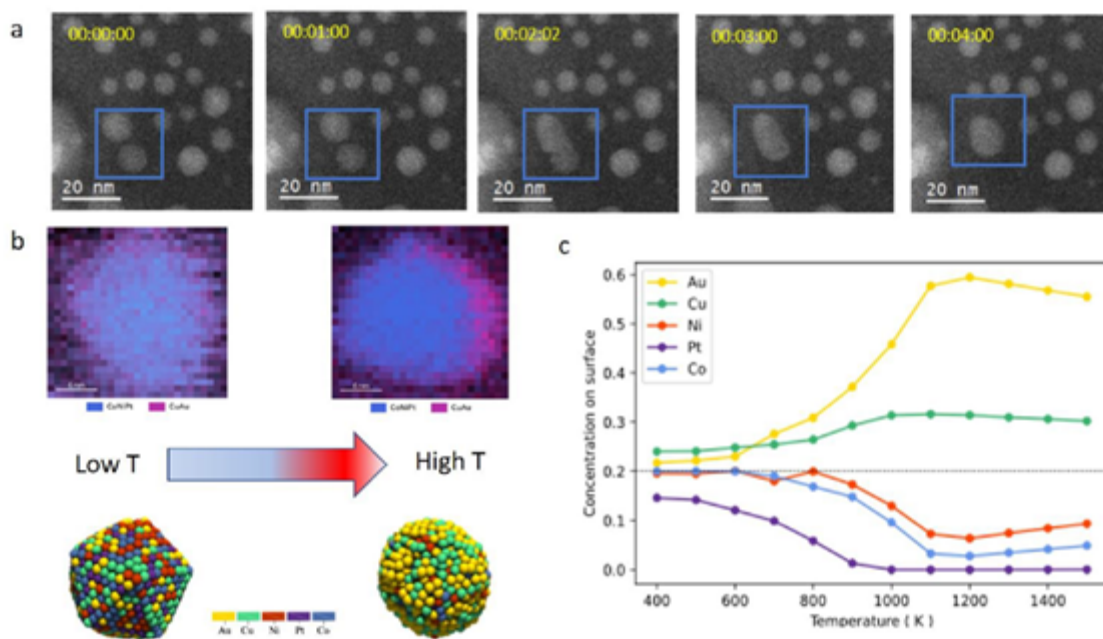 a
00:00:00
00:01:00
00:02:02
00:03:00
00:04:00
20 nm
20 nm
20 nm
20 nm
20 nm
b
CoNiPt
CuAu
CoNiPt
CuAu
Low T
High T
Au
Cu
Ni
Pt
Co
c
Au
Cu
Ni
Pt
Co
Concentration on surface
0.6
0.5
0.4
0.3
0.2
0.1
0.0
400
600
800
1000
1200
1400
Temperature ( K )